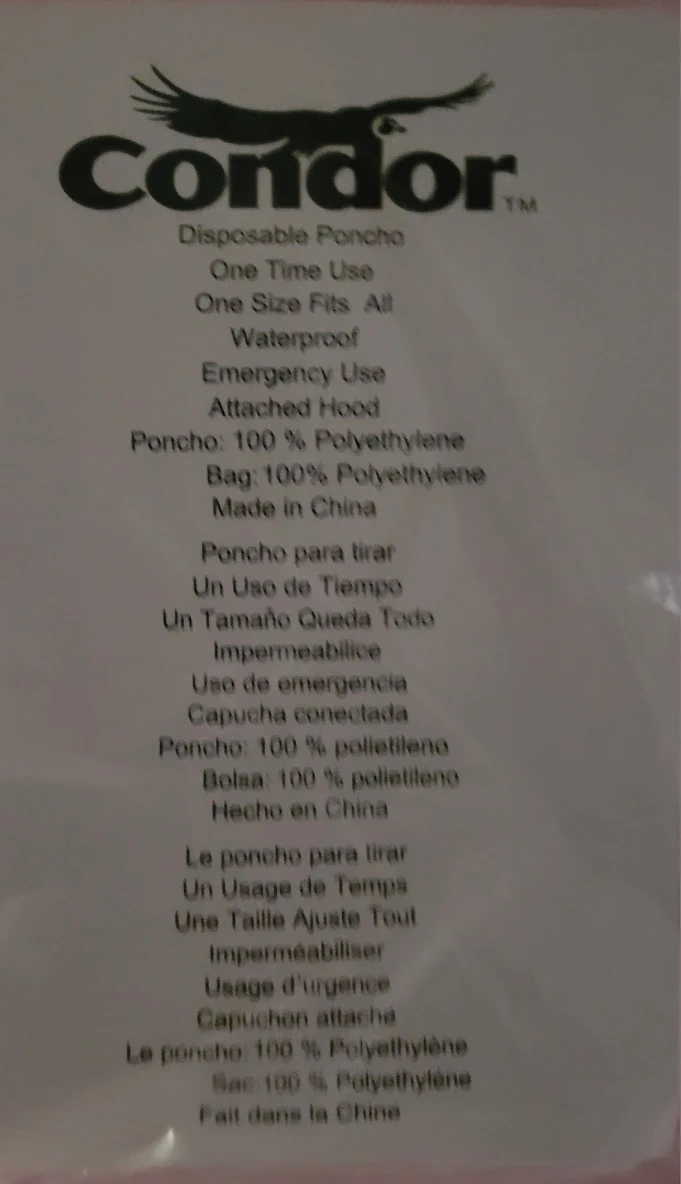 Condor™
Disposable Poncho
One Time Use
One Size Fits All
Waterproof
Emergency Use
Attached Hood
Poncho: 100 % Polyethylene
Bag: 100% Polyethylene
Made in China
Poncho para tirar
Un Uso de Tiempo
Un Tamaño Queda Todo
Impermeabilice
Uso de emergencia
Capucha conectada
Poncho: 100 % polietileno
Bolsa: 100 % polietileno
Hecho en China
Le poncho para tirar
Un Usage de Temps
Une Taille Ajuste Tout
Imperméabiliser
Usage d'urgence
Capuchon attaché
Le poncho: 100 % Polyethylène
Sac: 100 % Polyethylène
Fait dans la Chine